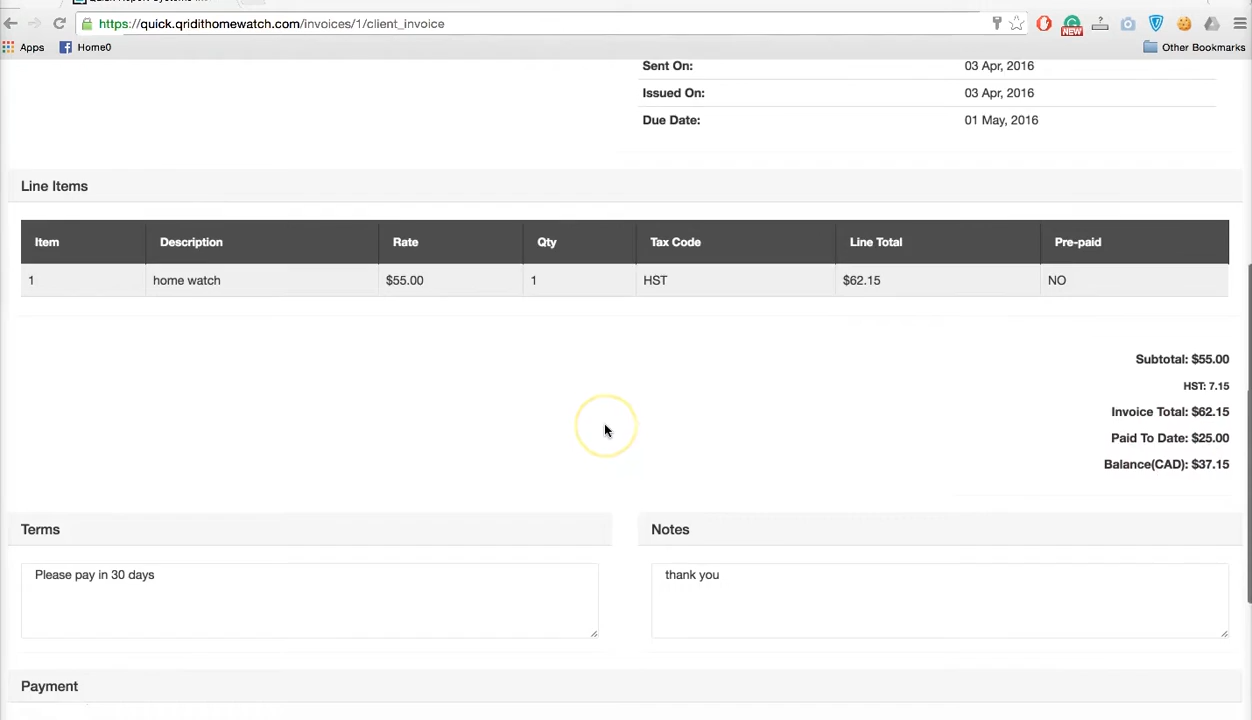 https://quick.qridithomewatch.com/invoices/1/client_invoice
NEW
Apps Home0 Other Bookmarks
Sent On: 03 Apr, 2016
Issued On: 03 Apr, 2016
Due Date: 01 May, 2016
Line Items
Item Description Rate Qty Tax Code Line Total Pre-paid
1 home watch $55.00 1 HST $62.15 NO
Subtotal: $55.00
HST: 7.15
Invoice Total: $62.15
Paid To Date: $25.00
Balance(CAD): $37.15
Terms Notes
Please pay in 30 days thank you
Payment